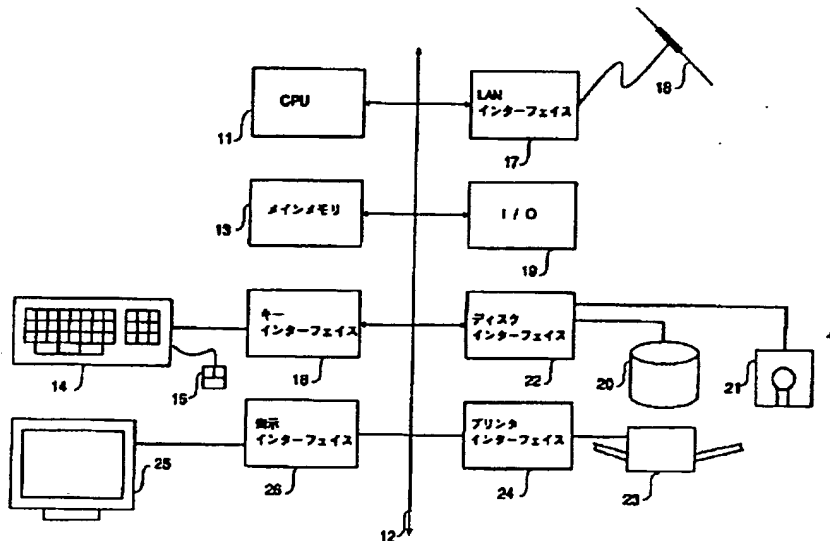 CPU
11
LAN
インターフェイス
17
18
メインメモリ
13
I / O
19
キー
インターフェイス
16
14
15
ディスク
インターフェイス
22
20
21
表示
インターフェイス
26
25
プリンタ
インターフェイス
24
23
12